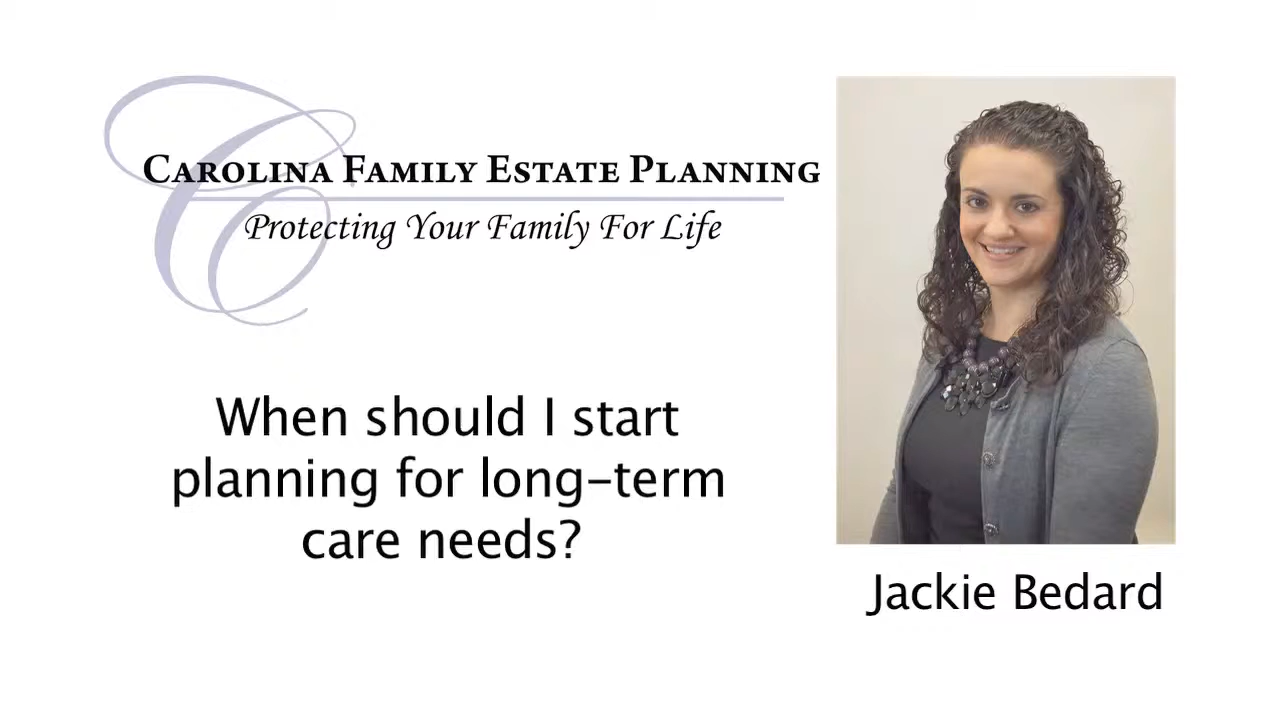 CAROLINA FAMILY ESTATE PLANNING
Protecting Your Family For Life
When should I start
planning for long-term
care needs?
Jackie Bedard